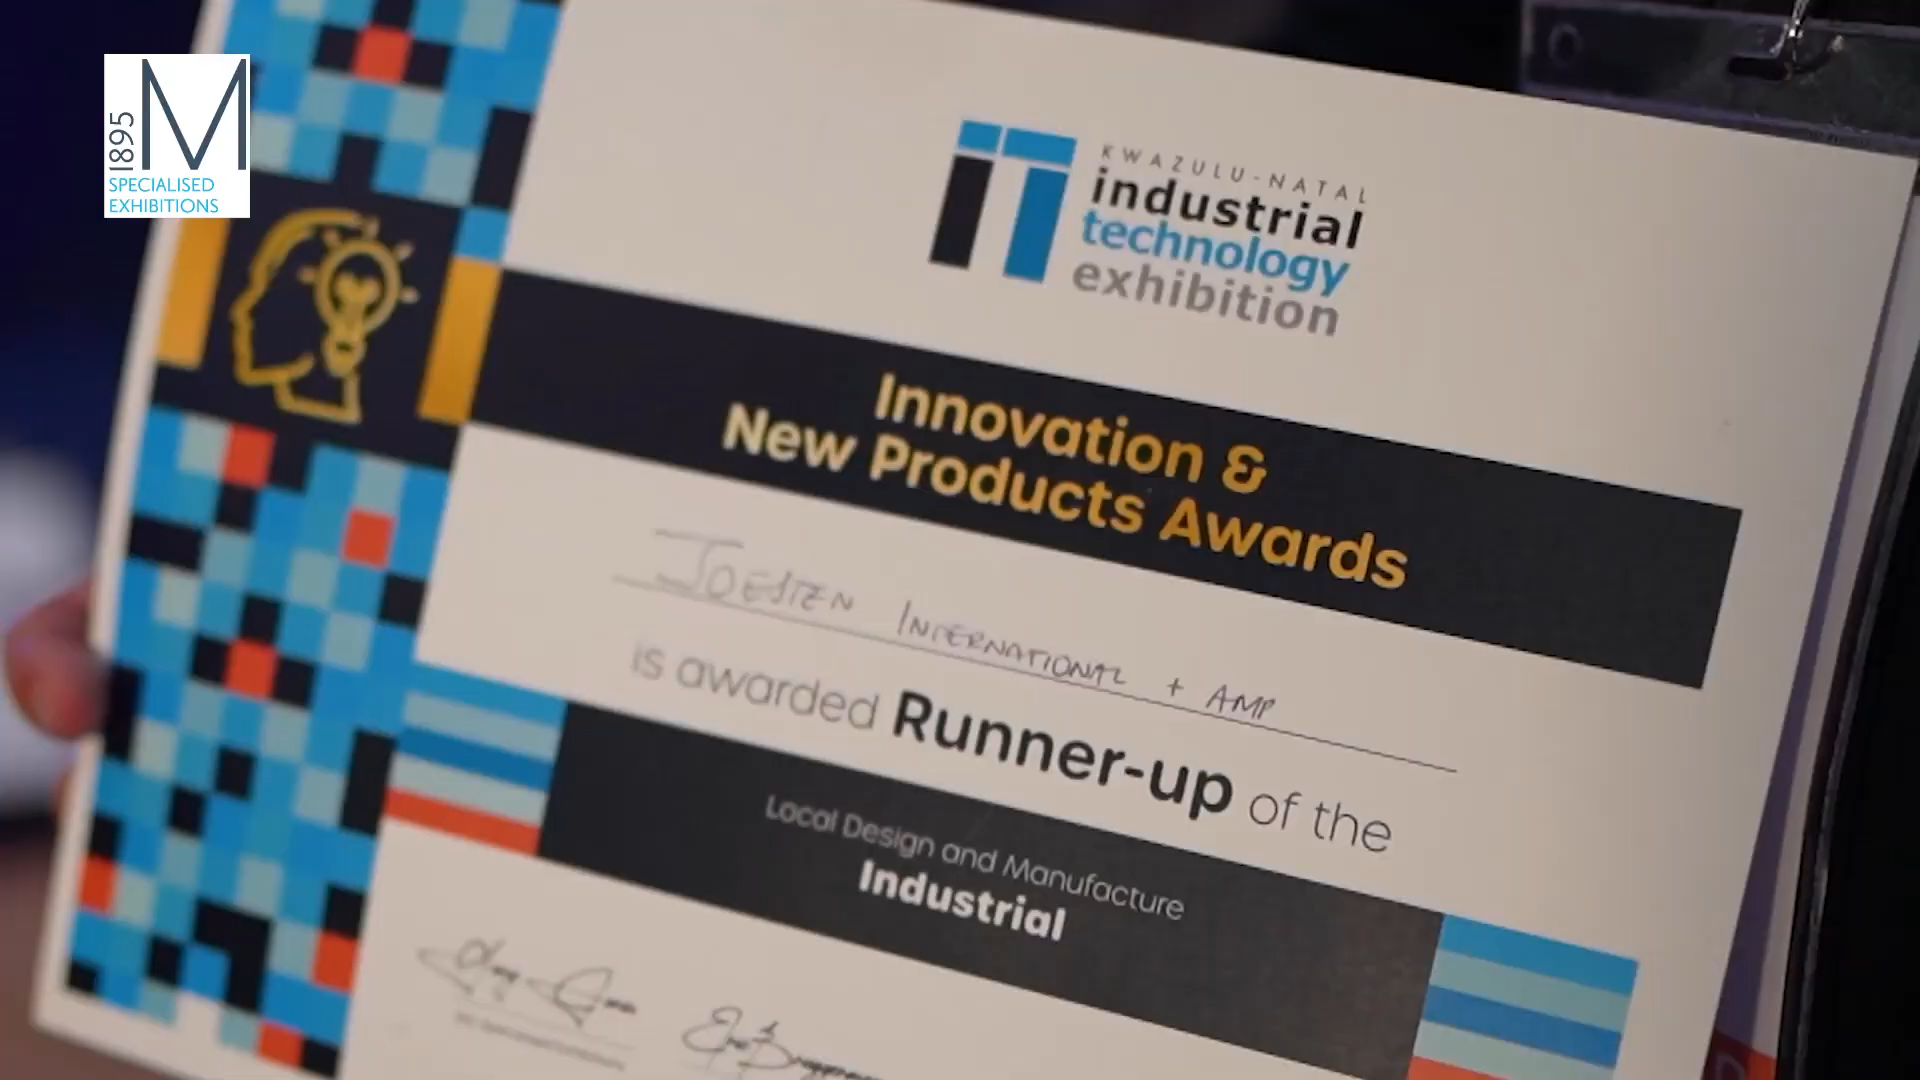 1895
M
SPECIALISED
EXHIBITIONS
KWAZULU-NATAL
industrial
technology
exhibition
Innovation &
New Products Awards
INTERNATIONAL + AMP
is awarded Runner-up of the
Local Design and Manufacture
Industrial